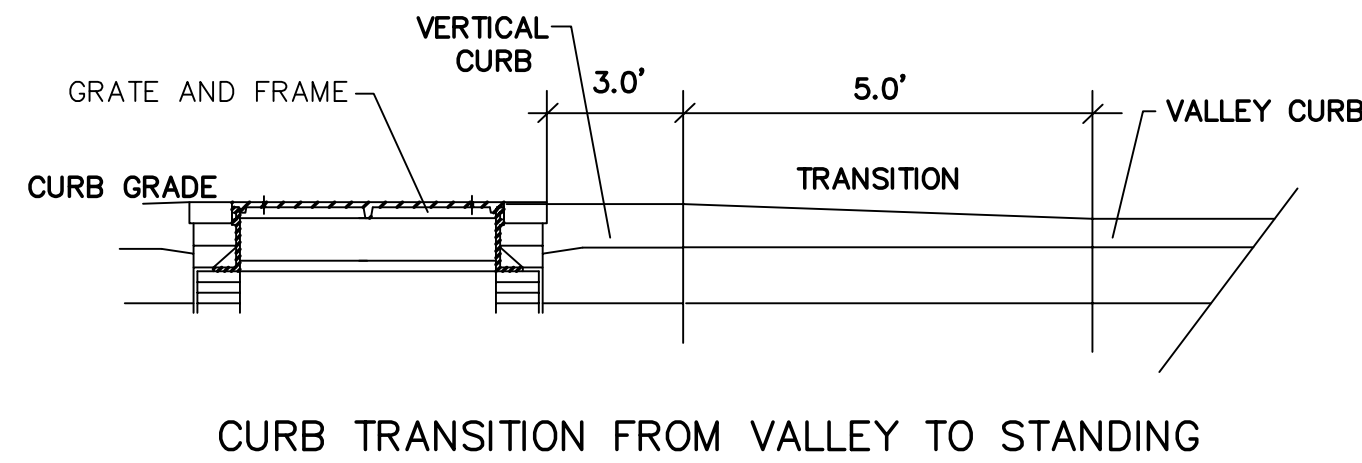 VERTICAL
CURB
GRATE AND FRAME
3.0'
5.0'
VALLEY CURB
CURB GRADE
TRANSITION
CURB TRANSITION FROM VALLEY TO STANDING